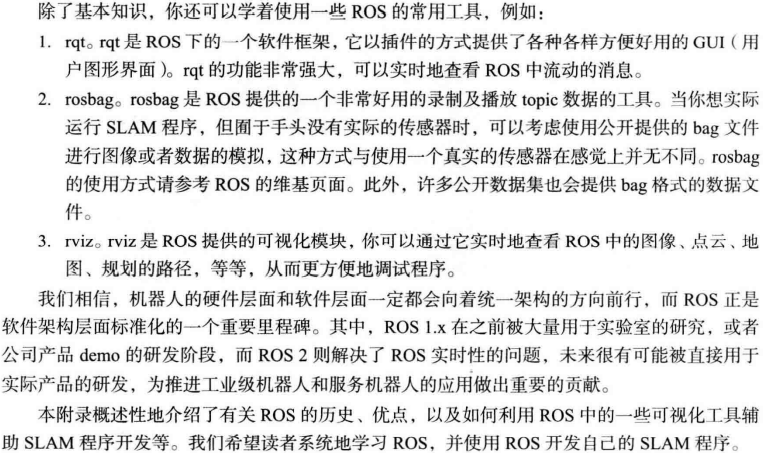 除了基本知识，你还可以学着使用一些 ROS 的常用工具，例如：
1. rqt。rqt 是 ROS 下的一个软件框架，它以插件的方式提供了各种各样方便好用的 GUI（用
户图形界面）。rqt 的功能非常强大，可以实时地查看 ROS 中流动的消息。
2. rosbag。rosbag 是 ROS 提供的一个非常好用的录制及播放 topic 数据的工具。当你想实际
运行 SLAM 程序，但囿于手头没有实际的传感器时，可以考虑使用公开提供的 bag 文件
进行图像或者数据的模拟，这种方式与使用一个真实的传感器在感觉上并无不同。rosbag
的使用方式请参考 ROS 的维基页面。此外，许多公开数据集也会提供 bag 格式的数据文
件。
3. rviz。rviz 是 ROS 提供的可视化模块，你可以通过它实时地查看 ROS 中的图像、点云、地
图、规划的路径，等等，从而更方便地调试程序。
我们相信，机器人的硬件层面和软件层面一定都会向着统一架构的方向前行，而 ROS 正是
软件架构层面标准化的一个重要里程碑。其中，ROS 1.x 在之前被大量用于实验室的研究，或者
公司产品 demo 的研发阶段，而 ROS 2 则解决了 ROS 实时性的问题，未来很有可能被直接用于
实际产品的研发，为推进工业级机器人和服务机器人的应用做出重要的贡献。
本附录概述性地介绍了有关 ROS 的历史、优点，以及如何利用 ROS 中的一些可视化工具辅
助 SLAM 程序开发等。我们希望读者系统地学习 ROS，并使用 ROS 开发自己的 SLAM 程序。